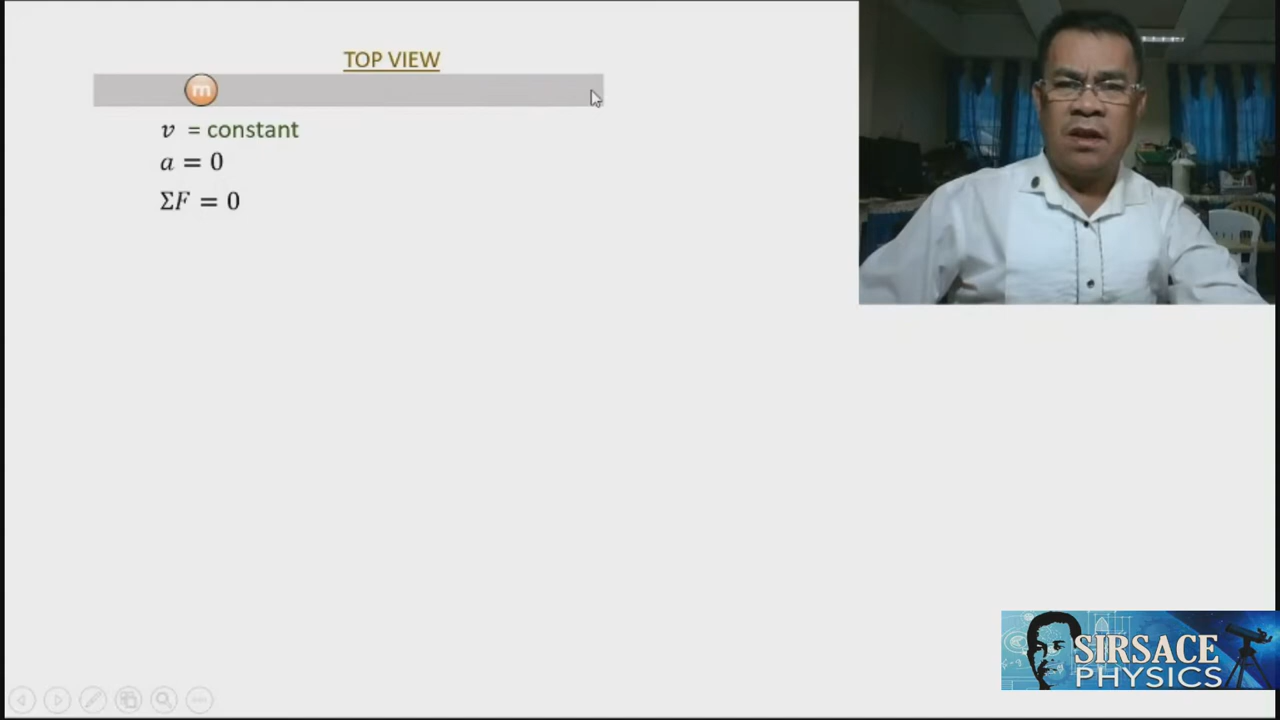 TOP VIEW
m
v = constant
a = 0
ΣF = 0
SIRSACE
PHYSICS